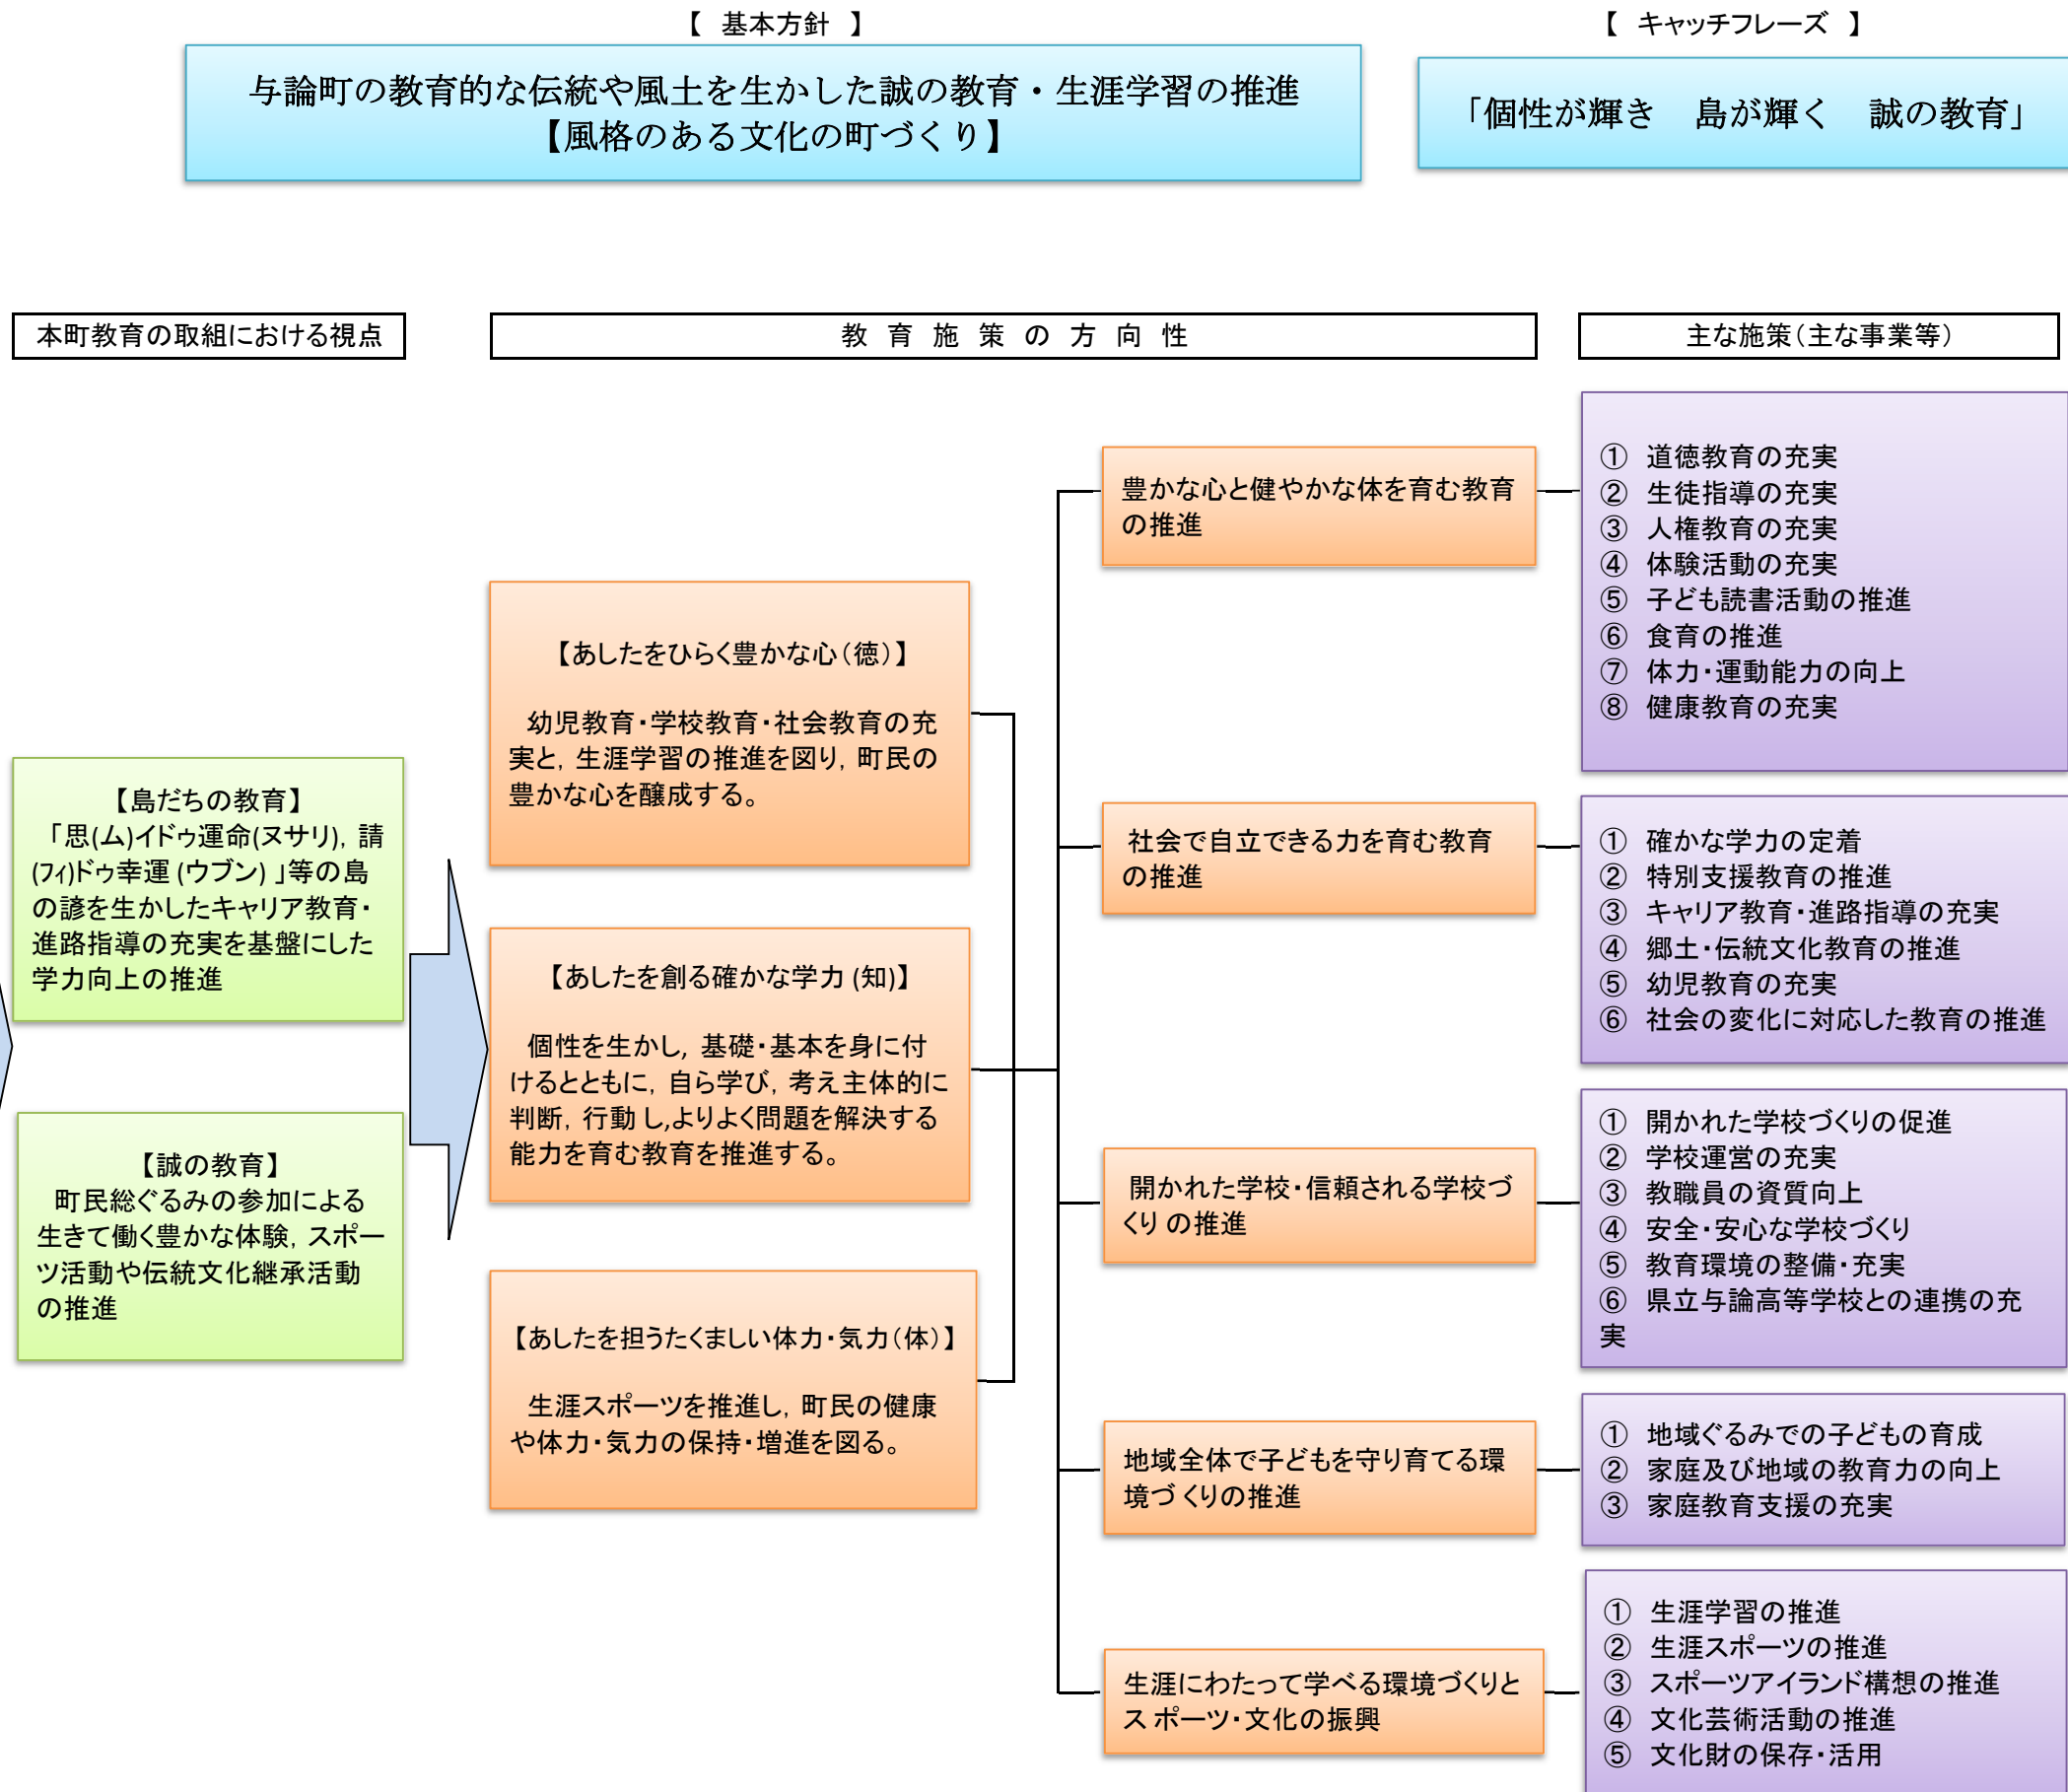 【　基本方針　】
与論町の教育的な伝統や風土を生かした誠の教育・生涯学習の推進
【風格のある文化の町づくり】
【　キャッチフレーズ　】
「個性が輝き　島が輝く　誠の教育」
本町教育の取組における視点
教育施策の方向性
主な施策(主な事業等)
【島だちの教育】
「思(ム)イドゥ運命(ヌサリ)，請
(フィ)ドゥ幸運(ウブン)」等の島
の諺を生かしたキャリア教育・
進路指導の充実を基盤にした
学力向上の推進
【誠の教育】
町民総ぐるみの参加による
生きて働く豊かな体験，スポー
ツ活動や伝統文化継承活動
の推進
【あしたをひらく豊かな心(徳)】
幼児教育・学校教育・社会教育の充
実と，生涯学習の推進を図り，町民の
豊かな心を醸成する。
【あしたを創る確かな学力(知)】
個性を生かし，基礎・基本を身に付
けるとともに，自ら学び，考え主体的に
判断，行動し,よりよく問題を解決する
能力を育む教育を推進する。
【あしたを担うたくましい体力・気力(体)】
生涯スポーツを推進し，町民の健康
や体力・気力の保持・増進を図る。
豊かな心と健やかな体を育む教育
の推進
社会で自立できる力を育む教育
の推進
開かれた学校・信頼される学校づ
くりの推進
地域全体で子どもを守り育てる環
境づくりの推進
生涯にわたって学べる環境づくりと
スポーツ・文化の振興
①　道徳教育の充実
②　生徒指導の充実
③　人権教育の充実
④　体験活動の充実
⑤　子ども読書活動の推進
⑥　食育の推進
⑦　体力・運動能力の向上
⑧　健康教育の充実
①　確かな学力の定着
②　特別支援教育の推進
③　キャリア教育・進路指導の充実
④　郷土・伝統文化教育の推進
⑤　幼児教育の充実
⑥　社会の変化に対応した教育の推進
①　開かれた学校づくりの促進
②　学校運営の充実
③　教職員の資質向上
④　安全・安心な学校づくり
⑤　教育環境の整備・充実
⑥　県立与論高等学校との連携の充
実
①　地域ぐるみでの子どもの育成
②　家庭及び地域の教育力の向上
③　家庭教育支援の充実
①　生涯学習の推進
②　生涯スポーツの推進
③　スポーツアイランド構想の推進
④　文化芸術活動の推進
⑤　文化財の保存・活用